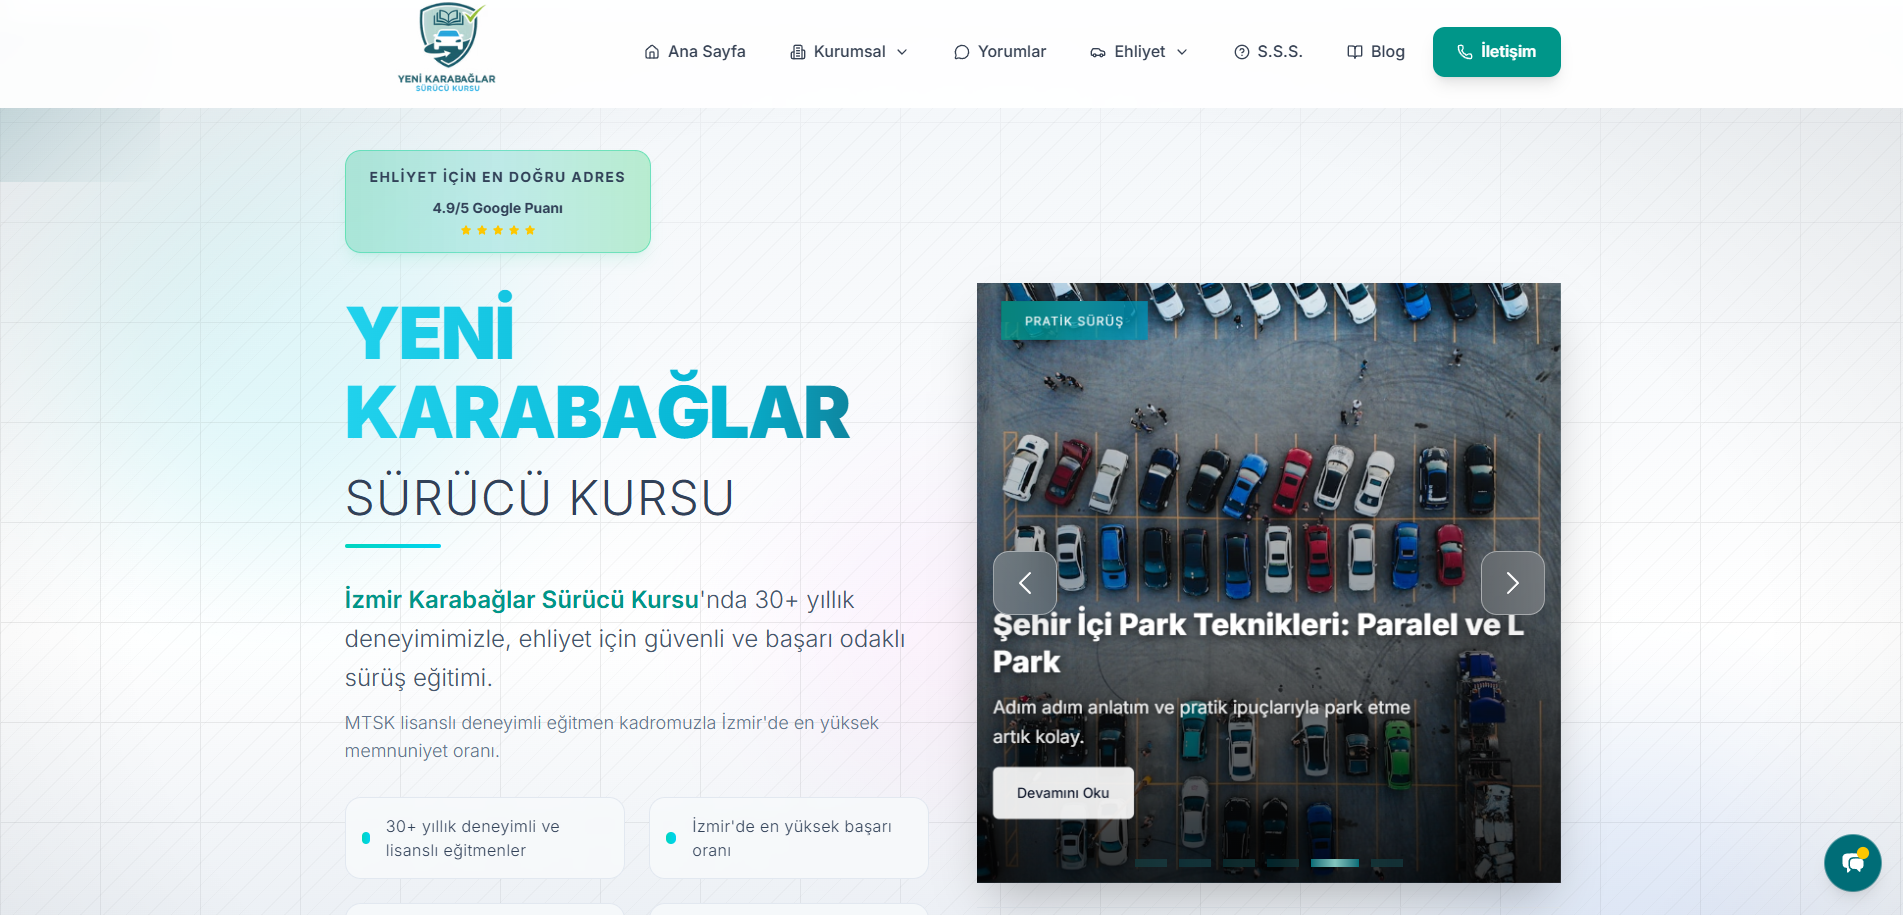 YENİ KARABAĞLAR
SÜRÜCÜ KURSU
Ana Sayfa
Kurumsal
Yorumlar
Ehliyet
S.S.S.
Blog
İletişim
EHLİYET İÇİN EN DOĞRU ADRES
4.9/5 Google Puanı
YENİ
KARABAĞLAR
SÜRÜCÜ KURSU
İzmir Karabağlar Sürücü Kursu'nda 30+ yıllık
deneyimimizle, ehliyet için güvenli ve başarı odaklı
sürüş eğitimi.
MTSK lisanslı deneyimli eğitmen kadromuzla İzmir'de en yüksek
memnuniyet oranı.
30+ yıllık deneyimli ve
lisanslı eğitmenler
İzmir'de en yüksek başarı
oranı
PRATİK SÜRÜŞ
Şehir İçi Park Teknikleri: Paralel ve L
Park
Adım adım anlatım ve pratik ipuçlarıyla park etme
artık kolay.
Devamını Oku